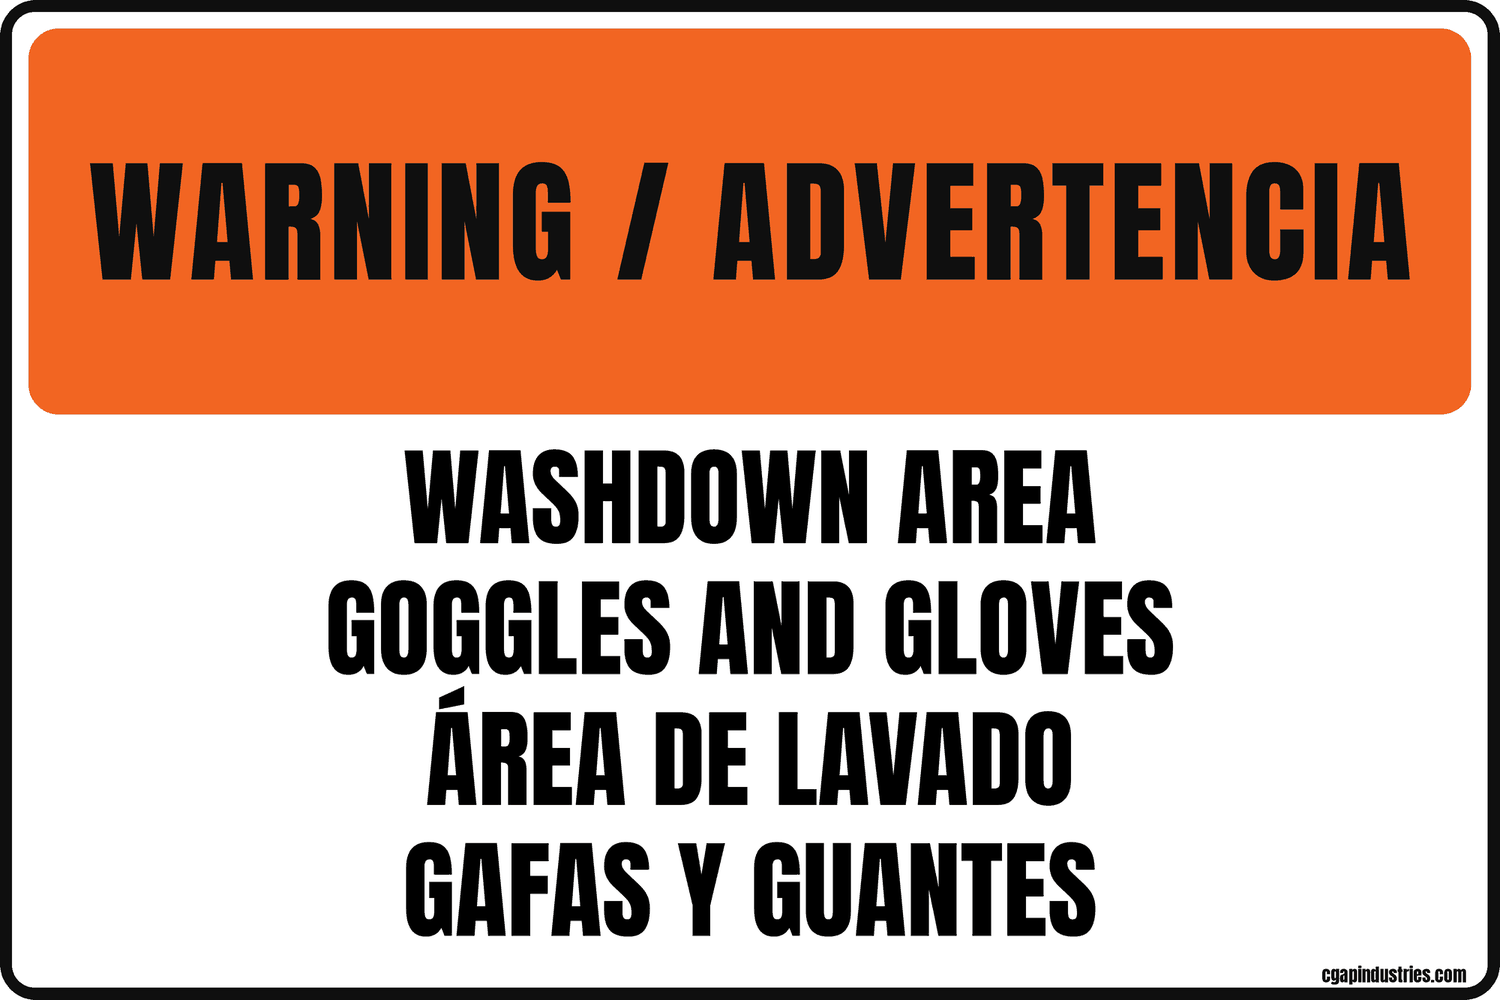 WARNING / ADVERTENCIA
WASHDOWN AREA
GOGGLES AND GLOVES
ÁREA DE LAVADO
GAFAS Y GUANTES
cgapindustries.com